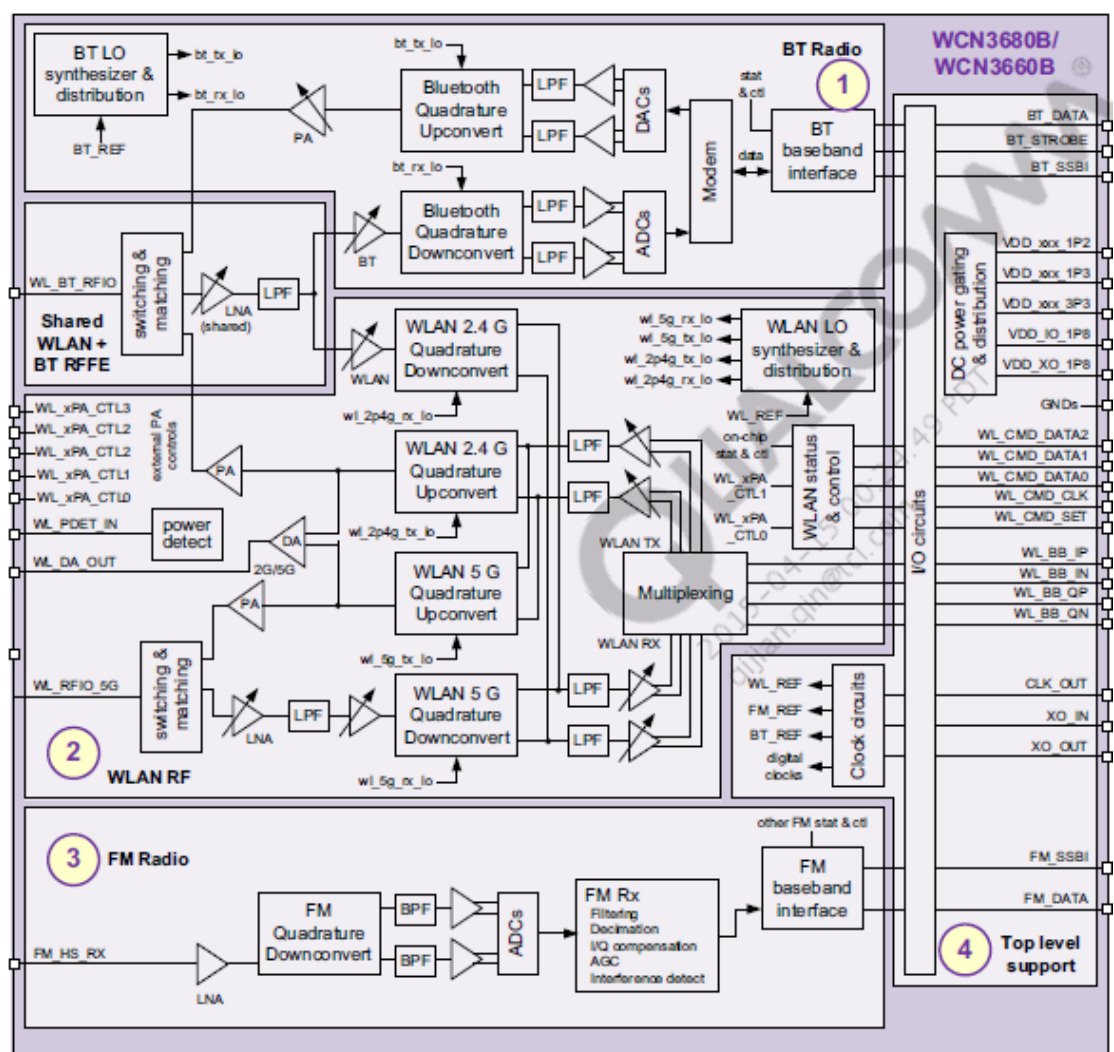 WCN3680B/
WCN3660B
BT Radio
1
BT LO
synthesizer &
distribution
bt_tx_lo
bt_rx_lo
BT_REF
PA
bt_tx_lo
Bluetooth
Quadrature
Upconvert
LPF
LPF
DACs
Modem
stat
& ctl
data
BT
baseband
interface
bt_rx_lo
Bluetooth
Quadrature
Downconvert
LPF
LPF
ADCs
BT
BT_DATA
BT_STROBE
BT_SSBI
WL_BT_RFIO
switching &
matching
LNA
(shared)
LPF
Shared
WLAN +
BT RFFE
VDD_xxx_1P2
VDD_xxx_1P3
VDD_xxx_3P3
VDD_IO_1P8
VDD_XO_1P8
DC power gating
& distribution
GNDs
WLAN
WLAN 2.4 G
Quadrature
Downconvert
wl_2p4g_rx_lo
wl_5g_rx_lo
wl_5g_tx_lo
wl_2p4g_tx_lo
wl_2p4g_rx_lo
WLAN LO
synthesizer &
distribution
WL_REF
WL_xPA_CTL3
WL_xPA_CTL2
WL_xPA_CTL2
WL_xPA_CTL1
WL_xPA_CTL0
external PA
controls
PA
WLAN 2.4 G
Quadrature
Upconvert
wl_2p4g_tx_lo
LPF
LPF
WLAN TX
on-chip
stat & ctl
WL_xPA
_CTL1
WL_xPA
_CTL0
WLAN status
& control
I/O circuits
WL_CMD_DATA2
WL_CMD_DATA1
WL_CMD_DATA0
WL_CMD_CLK
WL_CMD_SET
WL_PDET_IN
power
detect
WL_DA_OUT
DA
2G/5G
PA
WLAN 5 G
Quadrature
Upconvert
wl_5g_tx_lo
Multiplexing
WLAN RX
WL_BB_IP
WL_BB_IN
WL_BB_QP
WL_BB_QN
WL_RFIO_5G
switching &
matching
LNA
LPF
WLAN 5 G
Quadrature
Downconvert
wl_5g_rx_lo
LPF
LPF
2
WLAN RF
WL_REF
FM_REF
BT_REF
digital
clocks
Clock circuits
CLK_OUT
XO_IN
XO_OUT
3
FM Radio
FM_HS_RX
LNA
FM
Quadrature
Downconvert
BPF
BPF
ADCs
FM Rx
Filtering
Decimation
I/Q compensation
AGC
Interference detect
other FM stat & ctl
FM
baseband
interface
FM_SSBI
FM_DATA
4
Top level
support
QUALCOMM®